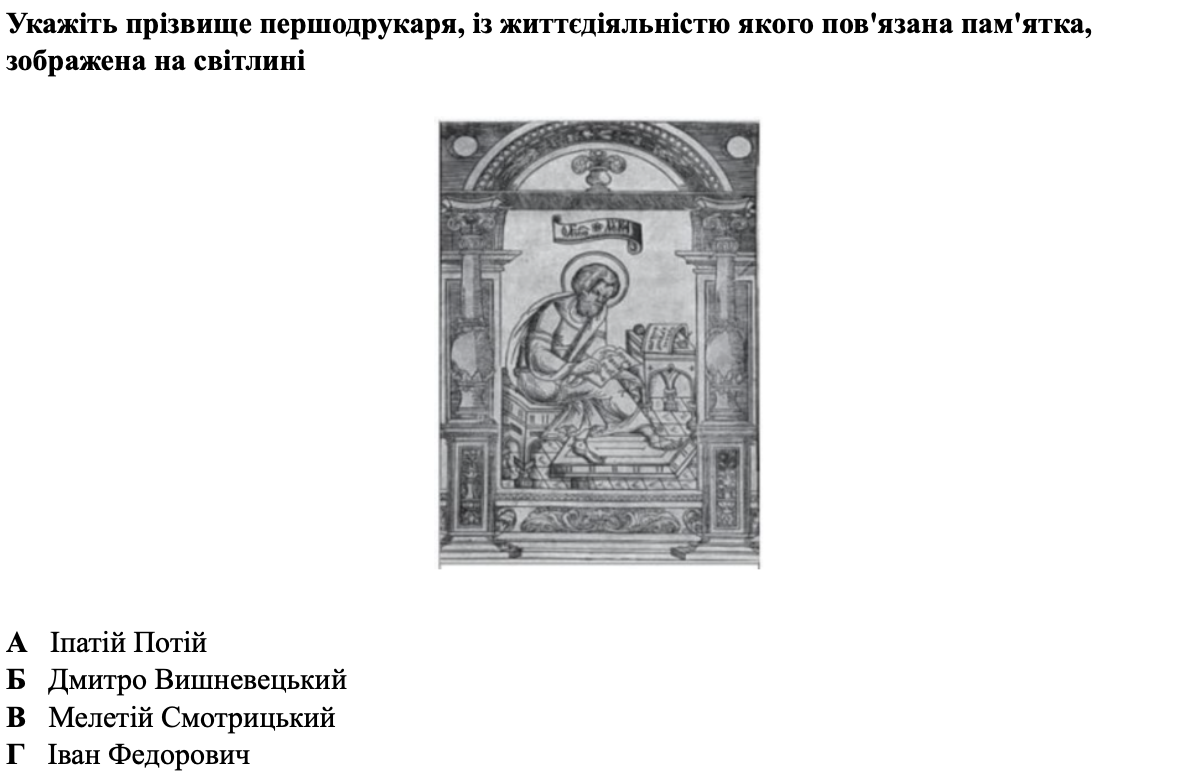 Укажіть прізвище першодрукаря, із життєдіяльністю якого пов'язана пам'ятка,
зображена на світлині
А Іпатій Потій
Б Дмитро Вишневецький
В Мелетій Смотрицький
Г Іван Федорович